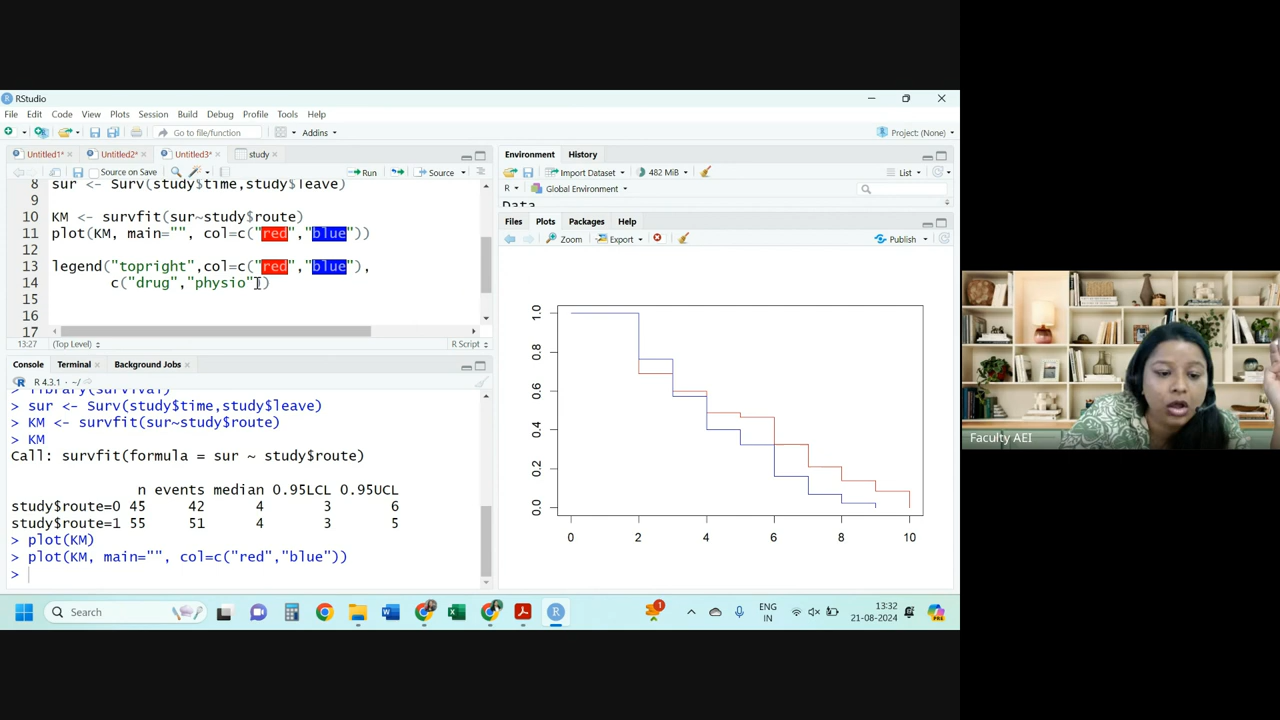 RStudio
File Edit Code View Plots Session Build Debug Profile Tools Help
Go to file/function Addins Project: (None)
Untitled1* Untitled2* Untitled3* study
Source on Save Run Source
8 sur <- Surv(study$time,study$leave)
9
10 KM <- survfit(sur~study$route)
11 plot(KM, main="", col=c("red","blue"))
13 legend("topright",col=c("red","blue"),
14 c("drug","physio"))
15
16
17
13:27 (Top Level) R Script
Console Terminal Background Jobs
R 4.3.1 · ~/
> library(survival)
> sur <- Surv(study$time,study$leave)
> KM <- survfit(sur~study$route)
> KM
Call: survfit(formula = sur ~ study$route)
n events median 0.95LCL 0.95UCL
study$route=0 45 42 4 3 6
study$route=1 55 51 4 3 5
> plot(KM)
> plot(KM, main="", col=c("red","blue"))
>
Environment History
Import Dataset 482 MiB List
R Global Environment
Data
Files Plots Packages Help
Zoom Export Publish
1.0
0.8
0.6
0.4
0.2
0.0
0 2 4 6 8 10
Search
1
ENG
IN
13:32
21-08-2024
Faculty AEI